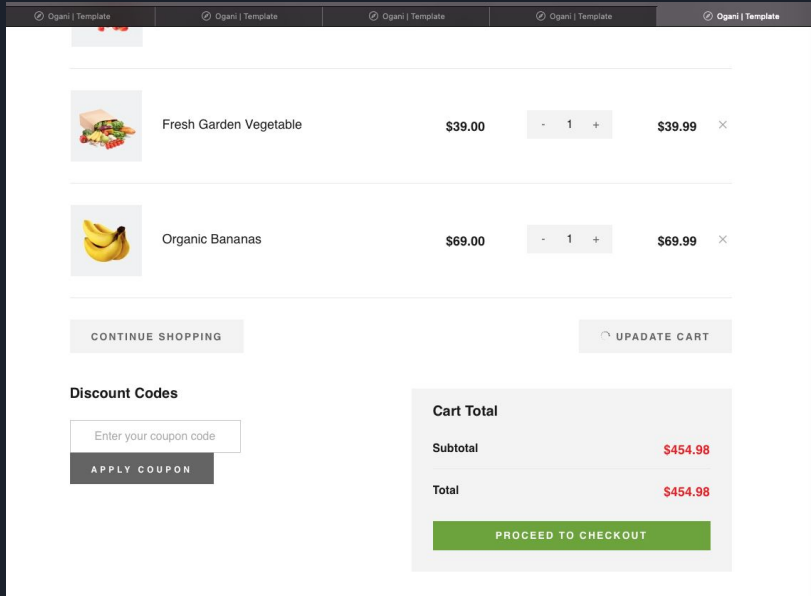 Ogani | Template Ogani | Template Ogani | Template Ogani | Template Ogani | Template
Fresh Garden Vegetable $39.00 - 1 + $39.99 ×
Organic Bananas $69.00 - 1 + $69.99 ×
CONTINUE SHOPPING UPADATE CART
Discount Codes
Enter your coupon code
APPLY COUPON
Cart Total
Subtotal $454.98
Total $454.98
PROCEED TO CHECKOUT